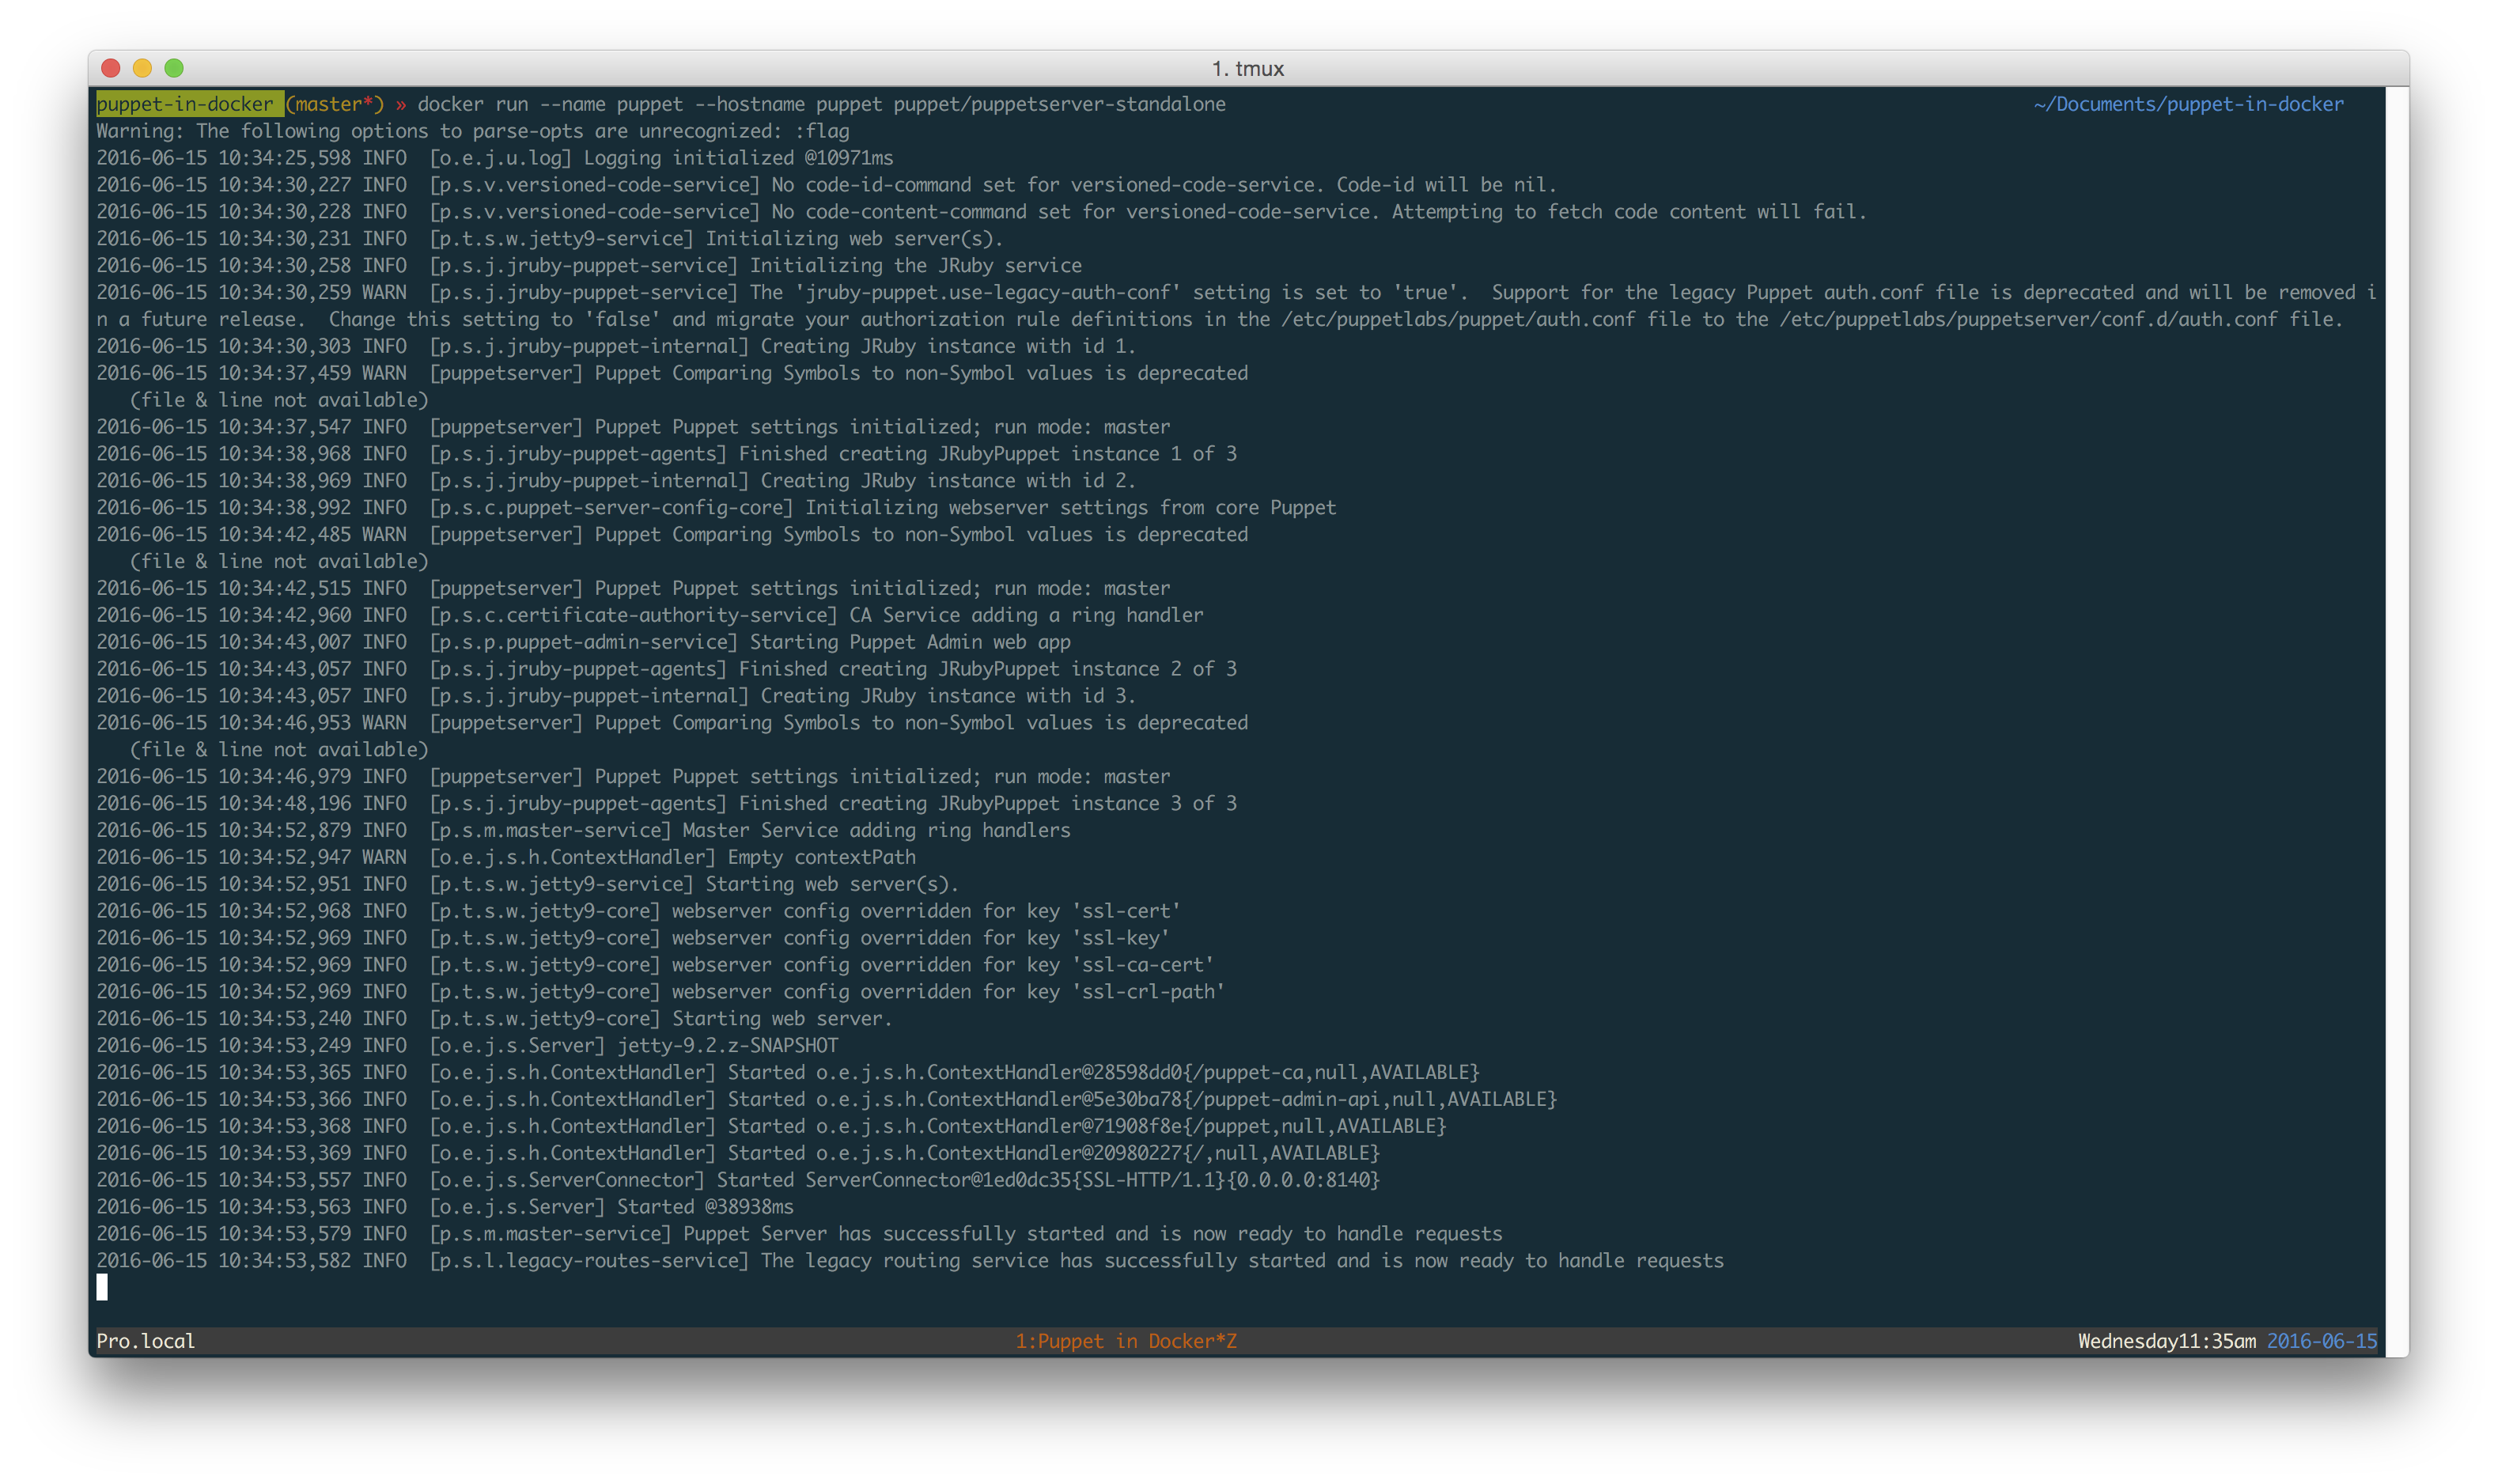 1. tmux
puppet-in-docker (master*) » docker run --name puppet --hostname puppet puppet/puppetserver-standalone ~/Documents/puppet-in-docker
Warning: The following options to parse-opts are unrecognized: :flag
2016-06-15 10:34:25,598 INFO  [o.e.j.u.log] Logging initialized @10971ms
2016-06-15 10:34:30,227 INFO  [p.s.v.versioned-code-service] No code-id-command set for versioned-code-service. Code-id will be nil.
2016-06-15 10:34:30,228 INFO  [p.s.v.versioned-code-service] No code-content-command set for versioned-code-service. Attempting to fetch code content will fail.
2016-06-15 10:34:30,231 INFO  [p.t.s.w.jetty9-service] Initializing web server(s).
2016-06-15 10:34:30,258 INFO  [p.s.j.jruby-puppet-service] Initializing the JRuby service
2016-06-15 10:34:30,259 WARN  [p.s.j.jruby-puppet-service] The 'jruby-puppet.use-legacy-auth-conf' setting is set to 'true'.  Support for the legacy Puppet auth.conf file is deprecated and will be removed i
n a future release.  Change this setting to 'false' and migrate your authorization rule definitions in the /etc/puppetlabs/puppet/auth.conf file to the /etc/puppetlabs/puppetserver/conf.d/auth.conf file.
2016-06-15 10:34:30,303 INFO  [p.s.j.jruby-puppet-internal] Creating JRuby instance with id 1.
2016-06-15 10:34:37,459 WARN  [puppetserver] Puppet Comparing Symbols to non-Symbol values is deprecated
   (file & line not available)
2016-06-15 10:34:37,547 INFO  [puppetserver] Puppet Puppet settings initialized; run mode: master
2016-06-15 10:34:38,968 INFO  [p.s.j.jruby-puppet-agents] Finished creating JRubyPuppet instance 1 of 3
2016-06-15 10:34:38,969 INFO  [p.s.j.jruby-puppet-internal] Creating JRuby instance with id 2.
2016-06-15 10:34:38,992 INFO  [p.s.c.puppet-server-config-core] Initializing webserver settings from core Puppet
2016-06-15 10:34:42,485 WARN  [puppetserver] Puppet Comparing Symbols to non-Symbol values is deprecated
   (file & line not available)
2016-06-15 10:34:42,515 INFO  [puppetserver] Puppet Puppet settings initialized; run mode: master
2016-06-15 10:34:42,960 INFO  [p.s.c.certificate-authority-service] CA Service adding a ring handler
2016-06-15 10:34:43,007 INFO  [p.s.p.puppet-admin-service] Starting Puppet Admin web app
2016-06-15 10:34:43,057 INFO  [p.s.j.jruby-puppet-agents] Finished creating JRubyPuppet instance 2 of 3
2016-06-15 10:34:43,057 INFO  [p.s.j.jruby-puppet-internal] Creating JRuby instance with id 3.
2016-06-15 10:34:46,953 WARN  [puppetserver] Puppet Comparing Symbols to non-Symbol values is deprecated
   (file & line not available)
2016-06-15 10:34:46,979 INFO  [puppetserver] Puppet Puppet settings initialized; run mode: master
2016-06-15 10:34:48,196 INFO  [p.s.j.jruby-puppet-agents] Finished creating JRubyPuppet instance 3 of 3
2016-06-15 10:34:52,879 INFO  [p.s.m.master-service] Master Service adding ring handlers
2016-06-15 10:34:52,947 WARN  [o.e.j.s.h.ContextHandler] Empty contextPath
2016-06-15 10:34:52,951 INFO  [p.t.s.w.jetty9-service] Starting web server(s).
2016-06-15 10:34:52,968 INFO  [p.t.s.w.jetty9-core] webserver config overridden for key 'ssl-cert'
2016-06-15 10:34:52,969 INFO  [p.t.s.w.jetty9-core] webserver config overridden for key 'ssl-key'
2016-06-15 10:34:52,969 INFO  [p.t.s.w.jetty9-core] webserver config overridden for key 'ssl-ca-cert'
2016-06-15 10:34:52,969 INFO  [p.t.s.w.jetty9-core] webserver config overridden for key 'ssl-crl-path'
2016-06-15 10:34:53,240 INFO  [p.t.s.w.jetty9-core] Starting web server.
2016-06-15 10:34:53,249 INFO  [o.e.j.s.Server] jetty-9.2.z-SNAPSHOT
2016-06-15 10:34:53,365 INFO  [o.e.j.s.h.ContextHandler] Started o.e.j.s.h.ContextHandler@28598dd0{/puppet-ca,null,AVAILABLE}
2016-06-15 10:34:53,366 INFO  [o.e.j.s.h.ContextHandler] Started o.e.j.s.h.ContextHandler@5e30ba78{/puppet-admin-api,null,AVAILABLE}
2016-06-15 10:34:53,368 INFO  [o.e.j.s.h.ContextHandler] Started o.e.j.s.h.ContextHandler@71908f8e{/puppet,null,AVAILABLE}
2016-06-15 10:34:53,369 INFO  [o.e.j.s.h.ContextHandler] Started o.e.j.s.h.ContextHandler@20980227{/,null,AVAILABLE}
2016-06-15 10:34:53,557 INFO  [o.e.j.s.ServerConnector] Started ServerConnector@1ed0dc35{SSL-HTTP/1.1}{0.0.0.0:8140}
2016-06-15 10:34:53,563 INFO  [o.e.j.s.Server] Started @38938ms
2016-06-15 10:34:53,579 INFO  [p.s.m.master-service] Puppet Server has successfully started and is now ready to handle requests
2016-06-15 10:34:53,582 INFO  [p.s.l.legacy-routes-service] The legacy routing service has successfully started and is now ready to handle requests
Pro.local 1:Puppet in Docker*Z Wednesday11:35am 2016-06-15